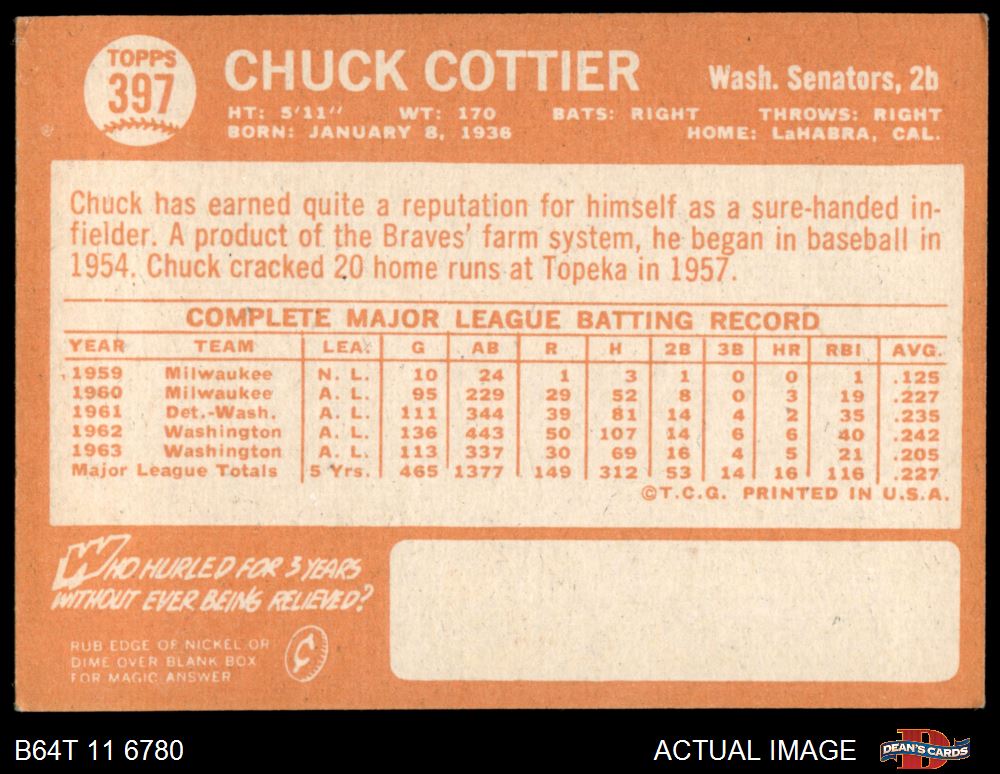 TOPPS
397
CHUCK COTTIER
Wash. Senators, 2b
HT: 5'11" WT: 170 BATS: RIGHT THROWS: RIGHT
BORN: JANUARY 8, 1936 HOME: LaHABRA, CAL.
Chuck has earned quite a reputation for himself as a sure-handed in-
fielder. A product of the Braves' farm system, he began in baseball in
1954. Chuck cracked 20 home runs at Topeka in 1957.
COMPLETE MAJOR LEAGUE BATTING RECORD
YEAR TEAM LEA. G AB R H 2B 3B HR RBI AVG.
1959 Milwaukee N. L. 10 24 1 3 1 0 0 1 .125
1960 Milwaukee A. L. 95 229 29 52 8 0 3 19 .227
1961 Det.-Wash. A. L. 111 344 39 81 14 4 2 35 .235
1962 Washington A. L. 136 443 50 107 14 6 6 40 .242
1963 Washington A. L. 113 337 30 69 16 4 5 21 .205
Major League Totals 5 Yrs. 465 1377 149 312 53 14 16 116 .227
©T.C.G. PRINTED IN U.S.A.
WHO HURLED FOR 3 YEARS
WITHOUT EVER BEING RELIEVED?
RUB EDGE OF NICKEL OR
DIME OVER BLANK BOX
FOR MAGIC ANSWER
¢
B64T 11 6780
ACTUAL IMAGE
D
DEAN'S CARDS